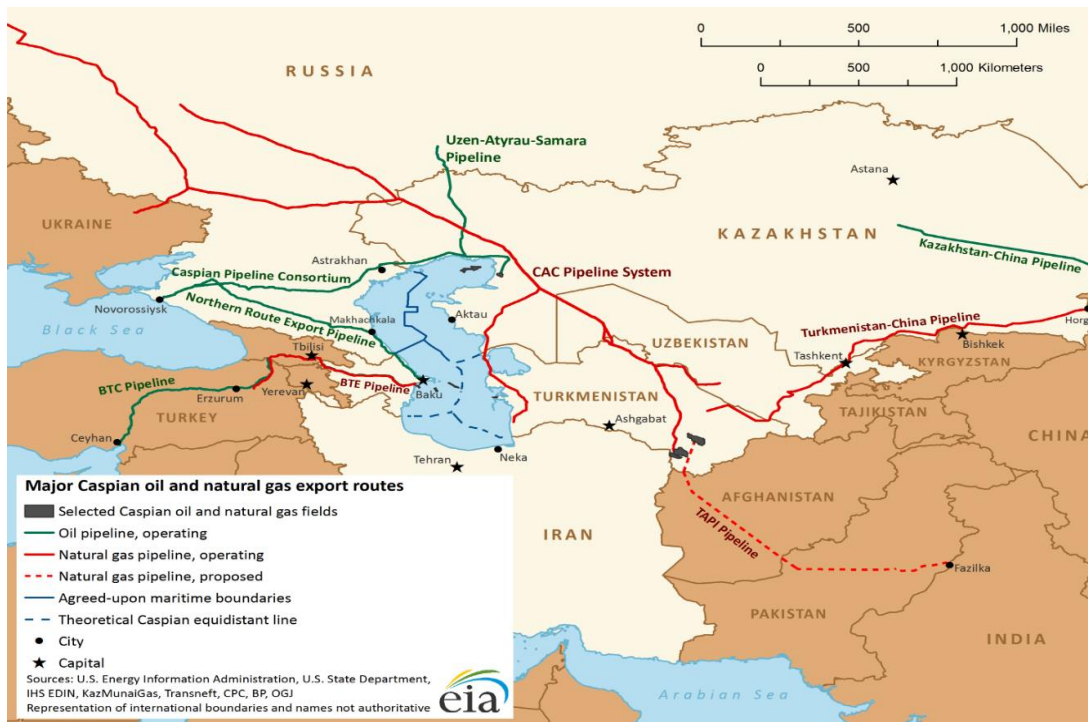 0 500 1,000 Miles
0 500 1,000 Kilometers
RUSSIA
Uzen-Atyrau-Samara
Pipeline
Astana
UKRAINE
KAZAKHSTAN
Kazakhstan-China Pipeline
Astrakhan
Caspian Pipeline Consortium
CAC Pipeline System
Novorossiysk
Northern Route Export Pipeline
Makhachkala
Aktau
Black Sea
Turkmenistan-China Pipeline
Horg
Bishkek
UZBEKISTAN
Tashkent
KYRGYZSTAN
Tbilisi
BTC Pipeline
BTE Pipeline
Erzurum
Yerevan
Baku
TURKMENISTAN
TAJIKISTAN
TURKEY
Ashgabat
CHINA
Ceyhan
Tehran
Neka
Major Caspian oil and natural gas export routes
Selected Caspian oil and natural gas fields
Oil pipeline, operating
Natural gas pipeline, operating
Natural gas pipeline, proposed
Agreed-upon maritime boundaries
Theoretical Caspian equidistant line
City
Capital
Sources: U.S. Energy Information Administration, U.S. State Department,
IHS EDIN, KazMunaiGas, Transneft, CPC, BP, OGJ
Representation of international boundaries and names not authoritative
eia
IRAN
AFGHANISTAN
TAPI Pipeline
Fazilka
PAKISTAN
INDIA
Arabian Sea